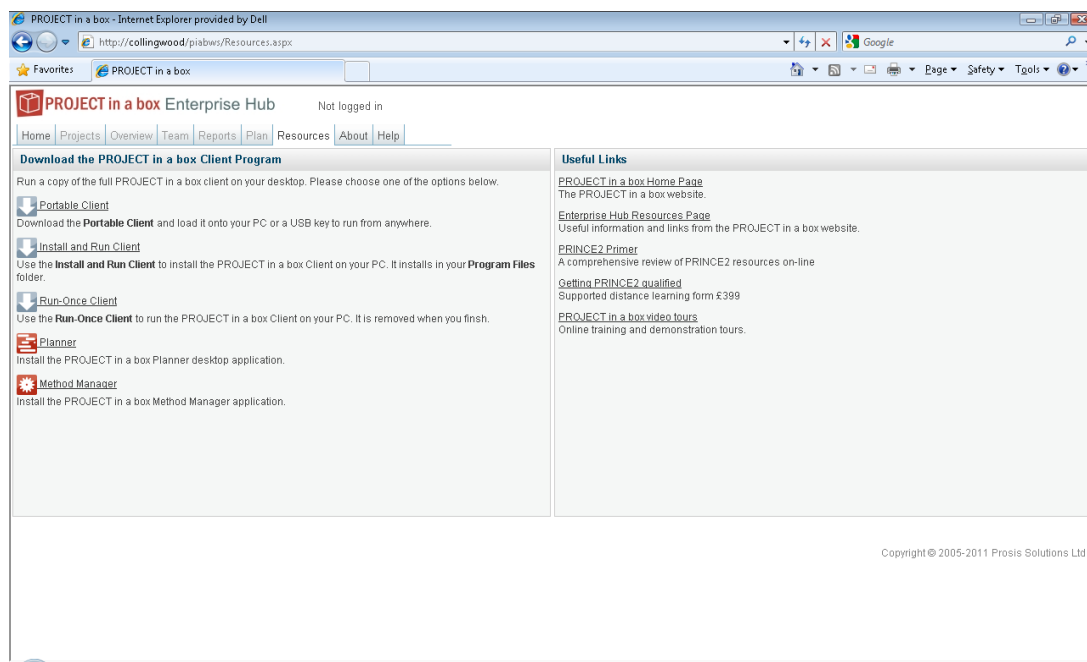 PROJECT in a box - Internet Explorer provided by Dell
http://collingwood/piabws/Resources.aspx
Google
Favorites
PROJECT in a box
Page Safety Tools
PROJECT in a box Enterprise Hub
Not logged in
Home Projects Overview Team Reports Plan Resources About Help
Download the PROJECT in a box Client Program
Run a copy of the full PROJECT in a box client on your desktop. Please choose one of the options below.
Portable Client
Download the Portable Client and load it onto your PC or a USB key to run from anywhere.
Install and Run Client
Use the Install and Run Client to install the PROJECT in a box Client on your PC. It installs in your Program Files
folder.
Run-Once Client
Use the Run-Once Client to run the PROJECT in a box Client on your PC. It is removed when you finsh.
Planner
Install the PROJECT in a box Planner desktop application.
Method Manager
Install the PROJECT in a box Method Manager application.
Useful Links
PROJECT in a box Home Page
The PROJECT in a box website.
Enterprise Hub Resources Page
Useful information and links from the PROJECT in a box website.
PRINCE2 Primer
A comprehensive review of PRINCE2 resources on-line
Getting PRINCE2 qualified
Supported distance learning form £399
PROJECT in a box video tours
Online training and demonstration tours.
Copyright © 2005-2011 Prosis Solutions Ltd